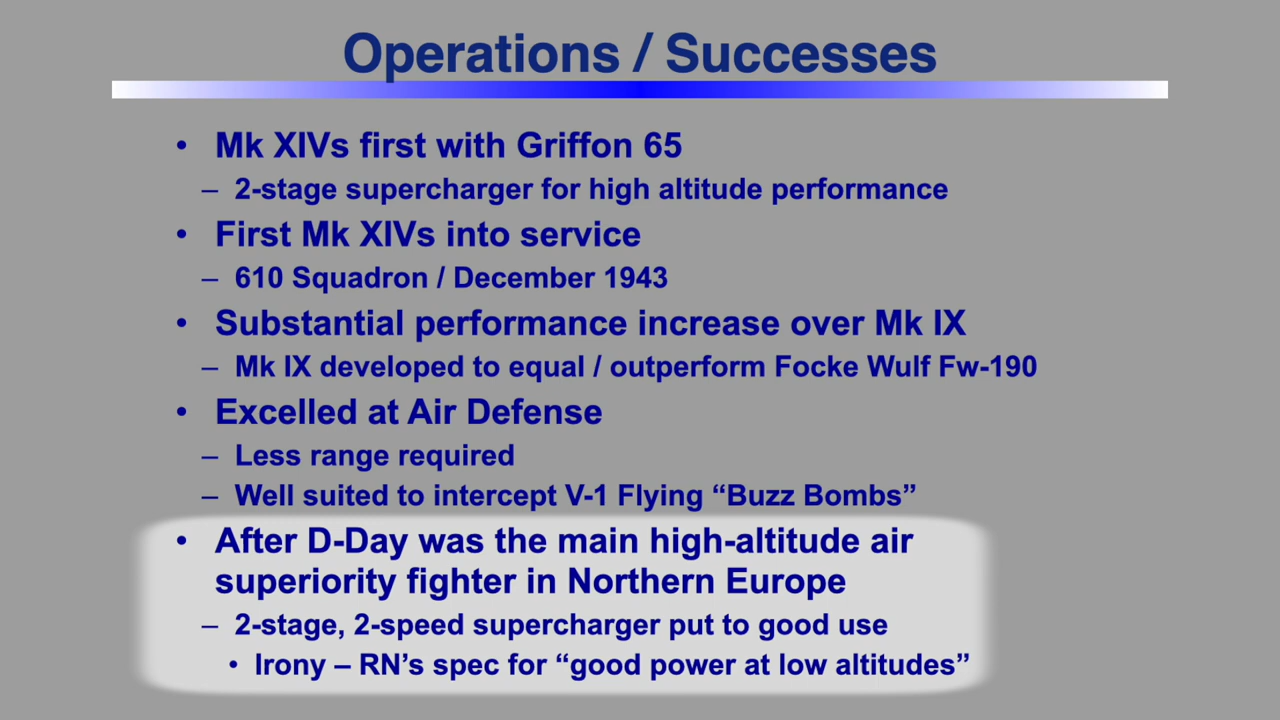 Operations / Successes
• Mk XIVs first with Griffon 65
– 2-stage supercharger for high altitude performance
• First Mk XIVs into service
– 610 Squadron / December 1943
• Substantial performance increase over Mk IX
– Mk IX developed to equal / outperform Focke Wulf Fw-190
• Excelled at Air Defense
– Less range required
– Well suited to intercept V-1 Flying “Buzz Bombs”
• After D-Day was the main high-altitude air
superiority fighter in Northern Europe
– 2-stage, 2-speed supercharger put to good use
• Irony – RN’s spec for “good power at low altitudes”